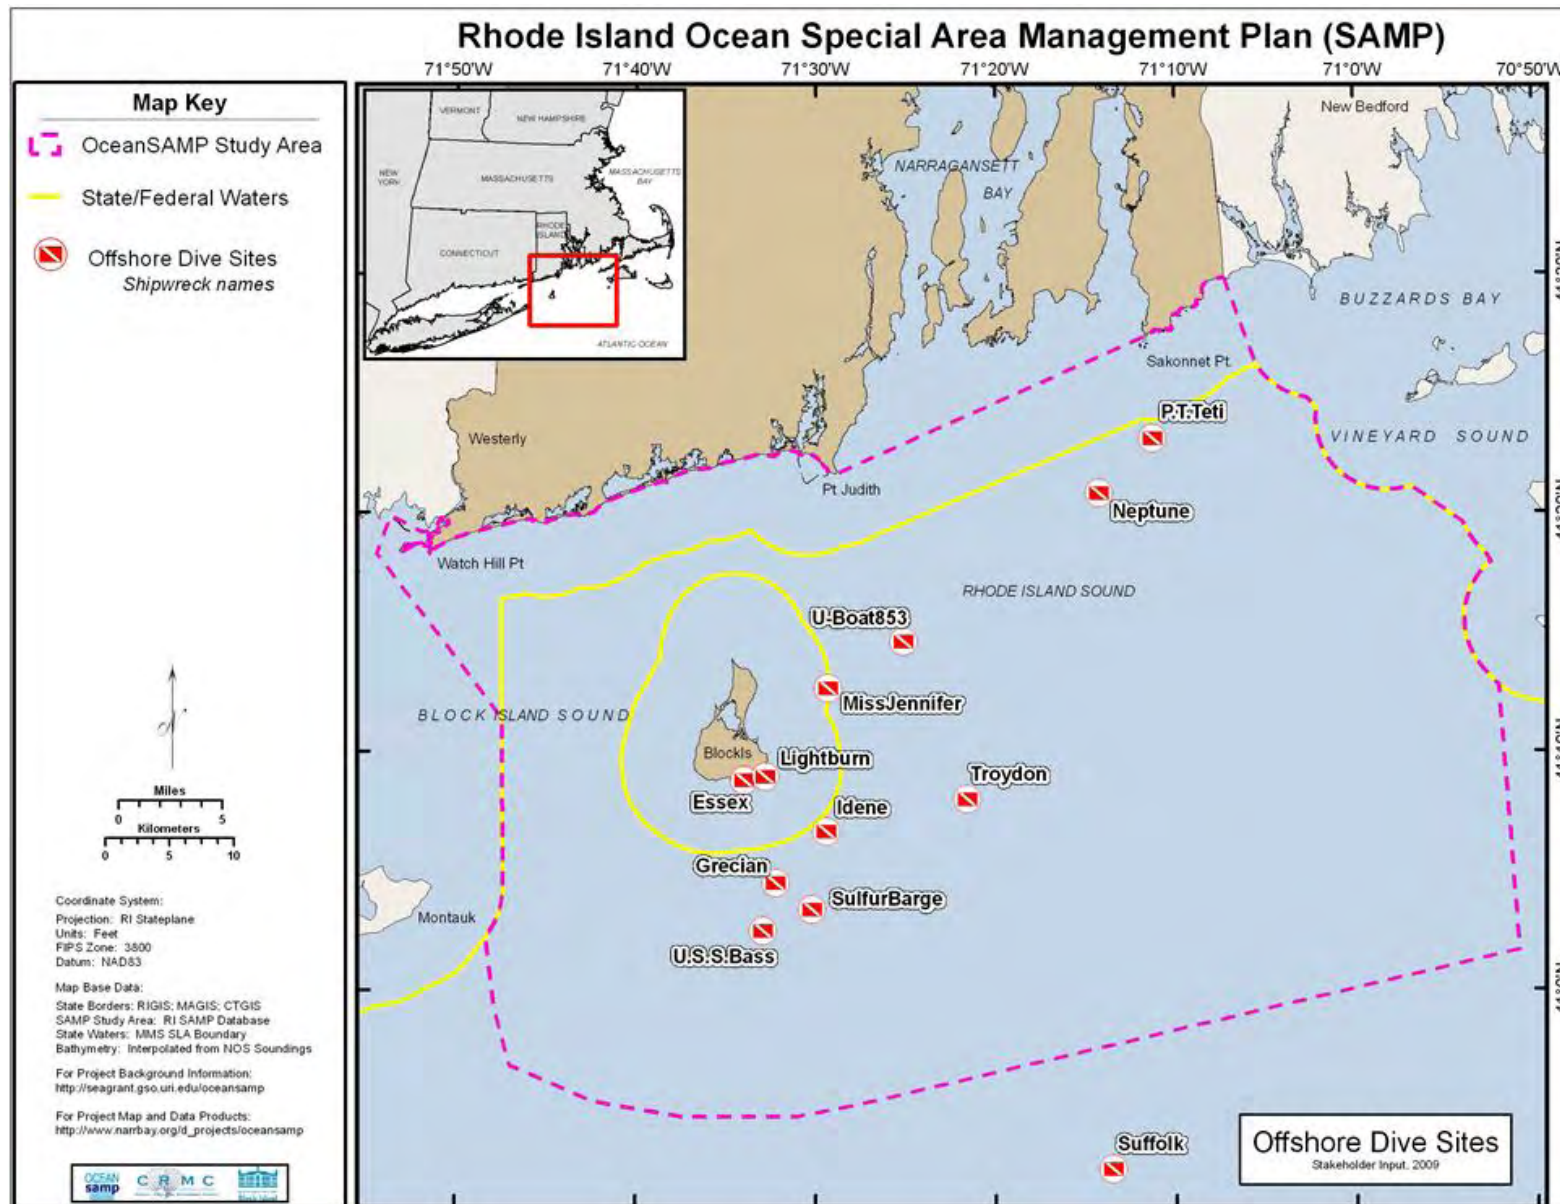 Rhode Island Ocean Special Area Management Plan (SAMP)
71°50'W 71°40'W 71°30'W 71°20'W 71°10'W 71°0'W 70°50'W
Map Key
OceanSAMP Study Area
State/Federal Waters
Offshore Dive Sites
Shipwreck names
VERMONT
NEW HAMPSHIRE
NEW YORK
MASSACHUSETTS
MASSACHUSETTS BAY
RHODE ISLAND
CONNECTICUT
ATLANTIC OCEAN
New Bedford
NARRAGANSETT
BAY
BUZZARDS BAY
Sakonnet Pt.
P.T.Teti
VINEYARD SOUND
Westerly
Pt Judith
Neptune
Watch Hill Pt
RHODE ISLAND SOUND
U-Boat853
MissJennifer
BLOCK ISLAND SOUND
BlockIs
Lightburn
Essex
Troydon
Idene
Grecian
SulfurBarge
Montauk
U.S.S.Bass
Suffolk
Miles
0 5
Kilometers
0 5 10
Coordinate System:
Projection: RI Stateplane
Units: Feet
FIPS Zone: 3800
Datum: NAD83
Map Base Data:
State Borders: RIGIS; MAGIS; CTGIS
SAMP Study Area: RI SAMP Database
State Waters: MMS SLA Boundary
Bathymetry: Interpolated from NOS Soundings
For Project Background Information:
http://seagrant.gso.uri.edu/oceansamp
For Project Map and Data Products:
http://www.narrbay.org/d_projects/oceansamp
OCEAN
samp
C R M C
Offshore Dive Sites
Stakeholder Input, 2009